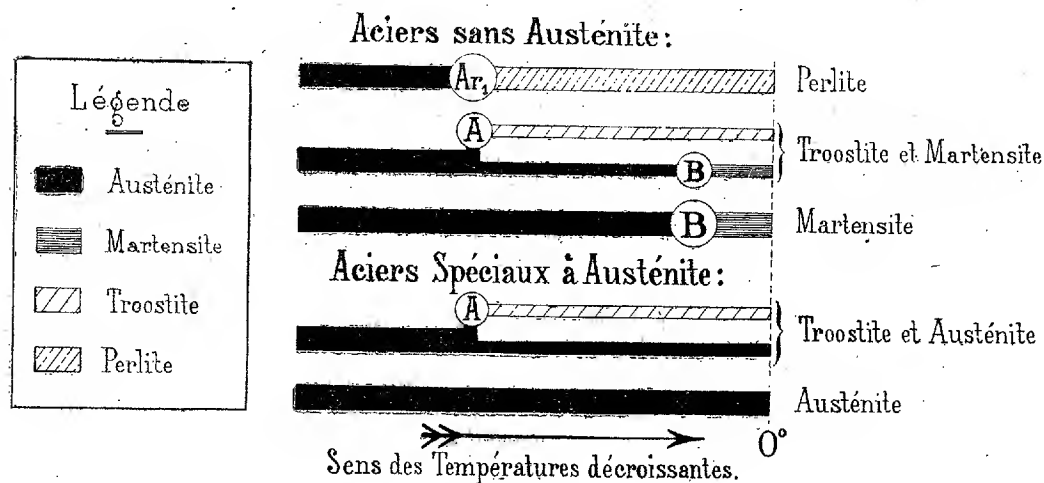 Aciers sans Austénite:
Légende
Austénite
Martensite
Troostite
Perlite
Ar₁
Perlite
A
B
Troostite et Martensite
B
Martensite
Aciers Spéciaux à Austénite:
A
Troostite et Austénite
Austénite
0°
Sens des Températures décroissantes.